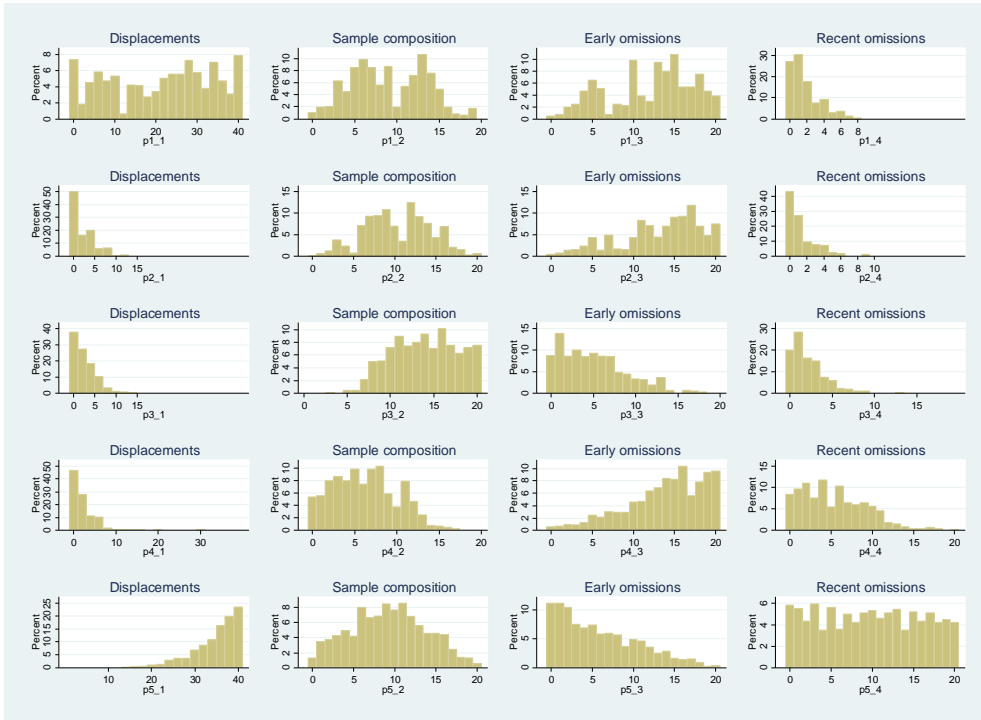 Displacements
Sample composition
Early omissions
Recent omissions
Percent
0 2 4 6 8
0 10 20 30 40
p1_1
Percent
0 2 4 6 8 10
0 5 10 15 20
p1_2
Percent
0 2 4 6 8 10
0 5 10 15 20
p1_3
Percent
0 10 20 30
0 2 4 6 8
p1_4
Displacements
Sample composition
Early omissions
Recent omissions
Percent
0 10 20 30 40 50
0 5 10 15
p2_1
Percent
0 5 10 15
0 5 10 15 20
p2_2
Percent
0 5 10 15
0 5 10 15 20
p2_3
Percent
0 10 20 30 40
0 2 4 6 8 10
p2_4
Displacements
Sample composition
Early omissions
Recent omissions
Percent
0 10 20 30 40
0 5 10 15
p3_1
Percent
0 2 4 6 8 10
0 5 10 15 20
p3_2
Percent
0 5 10 15
0 5 10 15 20
p3_3
Percent
0 10 20 30
0 5 10 15
p3_4
Displacements
Sample composition
Early omissions
Recent omissions
Percent
0 10 20 30 40 50
0 10 20 30
p4_1
Percent
0 2 4 6 8 10
0 5 10 15 20
p4_2
Percent
0 2 4 6 8 10
0 5 10 15 20
p4_3
Percent
0 5 10 15
0 5 10 15 20
p4_4
Displacements
Sample composition
Early omissions
Recent omissions
Percent
0 5 10 15 20 25
10 20 30 40
p5_1
Percent
0 2 4 6 8
0 5 10 15 20
p5_2
Percent
0 5 10
0 5 10 15 20
p5_3
Percent
0 2 4 6
0 5 10 15 20
p5_4